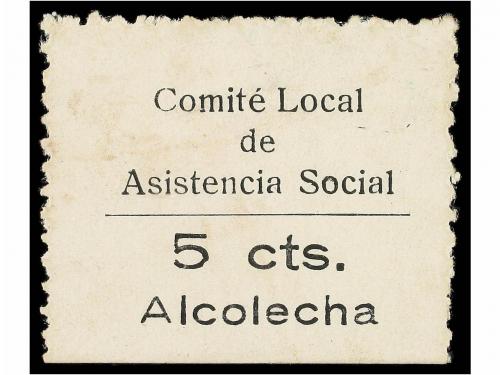 Comité Local
de
Asistencia Social
5 cts.
Alcolecha